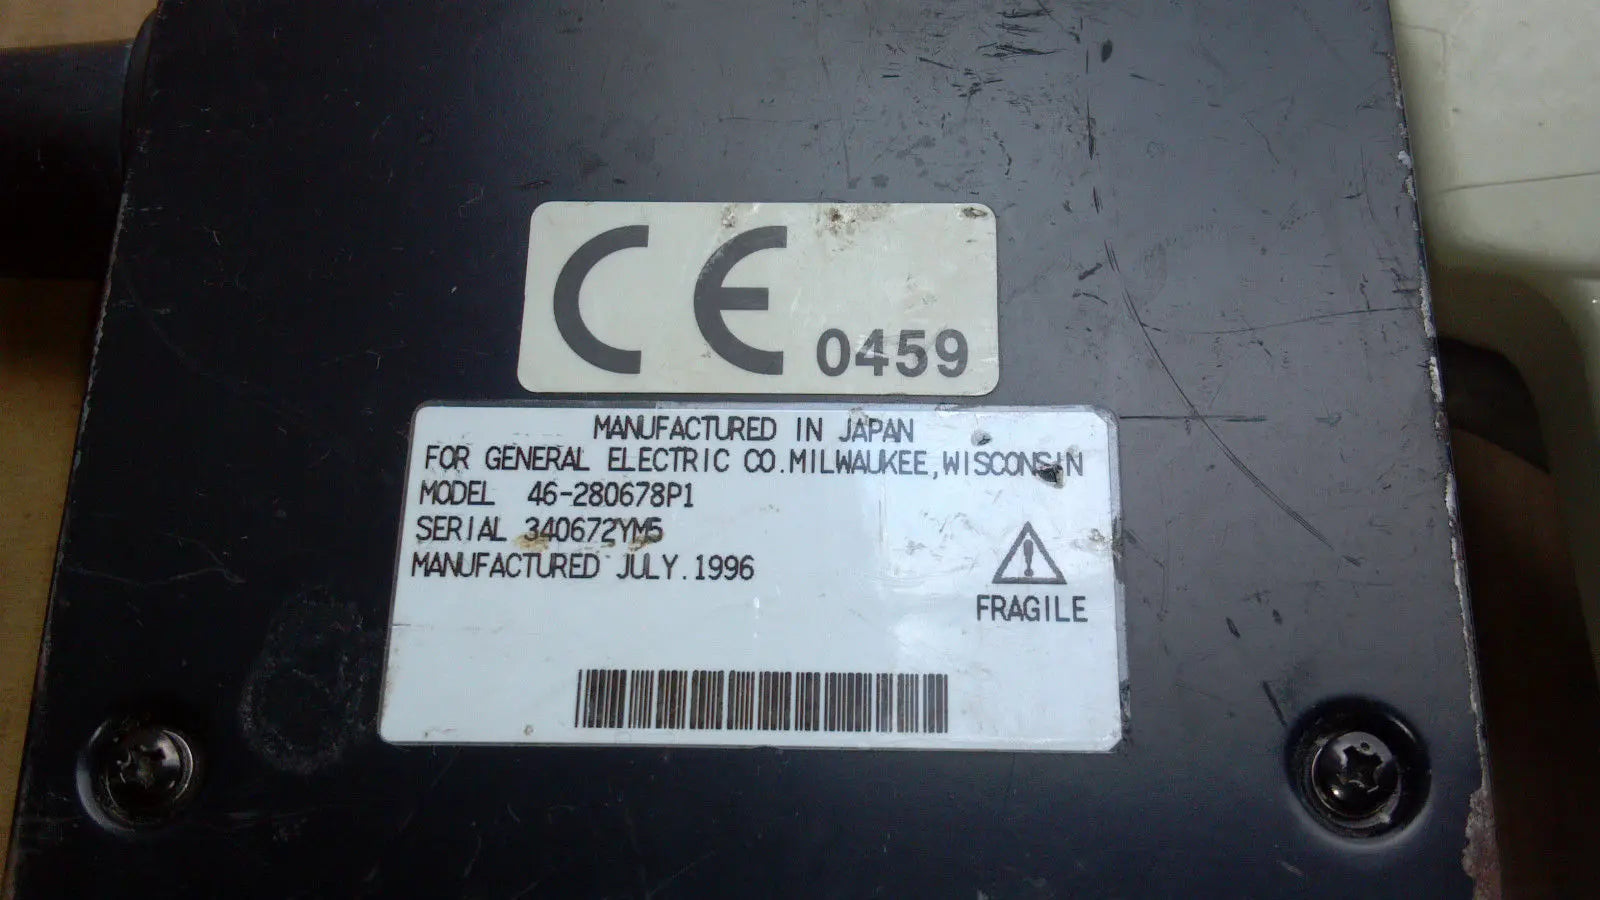 CE 0459
MANUFACTURED IN JAPAN
FOR GENERAL ELECTRIC CO.MILWAUKEE,WISCONSIN
MODEL 46-280678P1
SERIAL 340672YM5
MANUFACTURED JULY.1996
FRAGILE